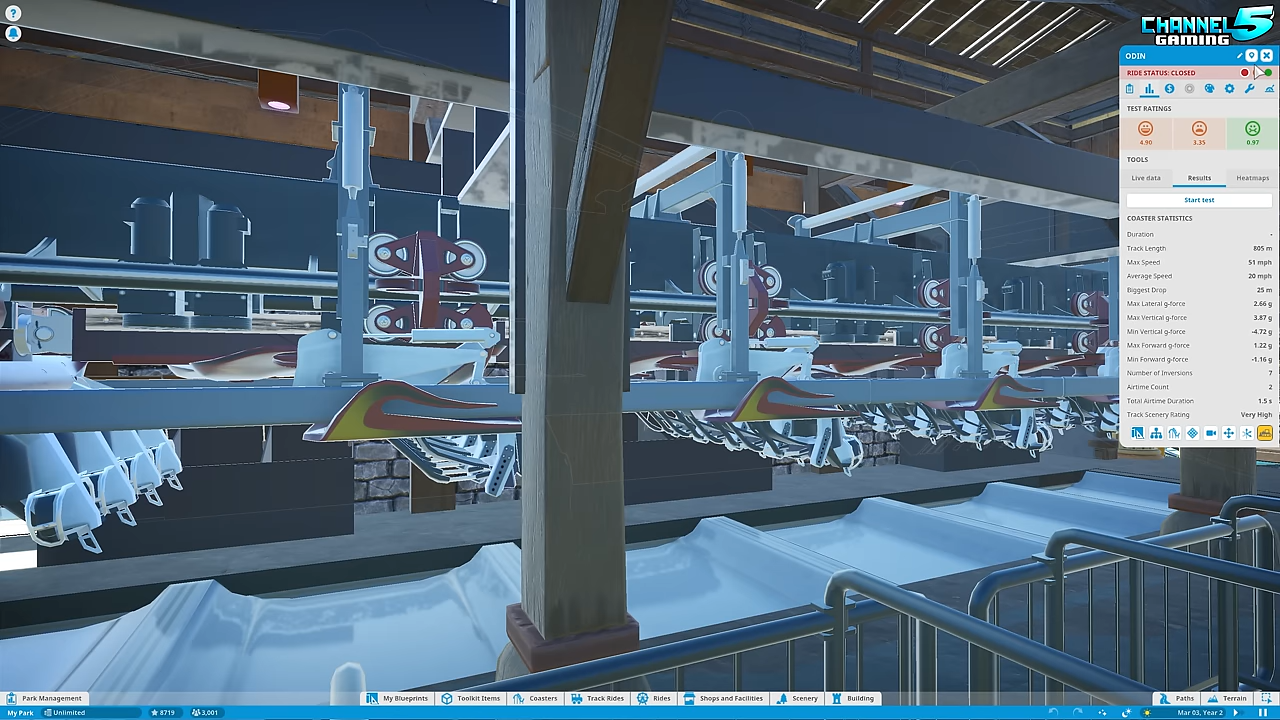 ?
CHANNEL 5
GAMING
ODIN
RIDE STATUS: CLOSED
TEST RATINGS
4.90 3.35 0.97
TOOLS
Live data Results Heatmaps
Start test
COASTER STATISTICS
Duration -
Track Length 805 m
Max Speed 51 mph
Average Speed 20 mph
Biggest Drop 25 m
Max Lateral g-force 2.66 g
Max Vertical g-force 3.87 g
Min Vertical g-force -4.72 g
Max Forward g-force 1.22 g
Min Forward g-force -1.16 g
Number of Inversions 7
Airtime Count 2
Total Airtime Duration 1.5 s
Track Scenery Rating Very High
Park Management My Blueprints Toolkit Items Coasters Track Rides Rides Shops and Facilities Scenery Building Paths Terrain
My Park Unlimited 8719 3,001 Mar 03, Year 2